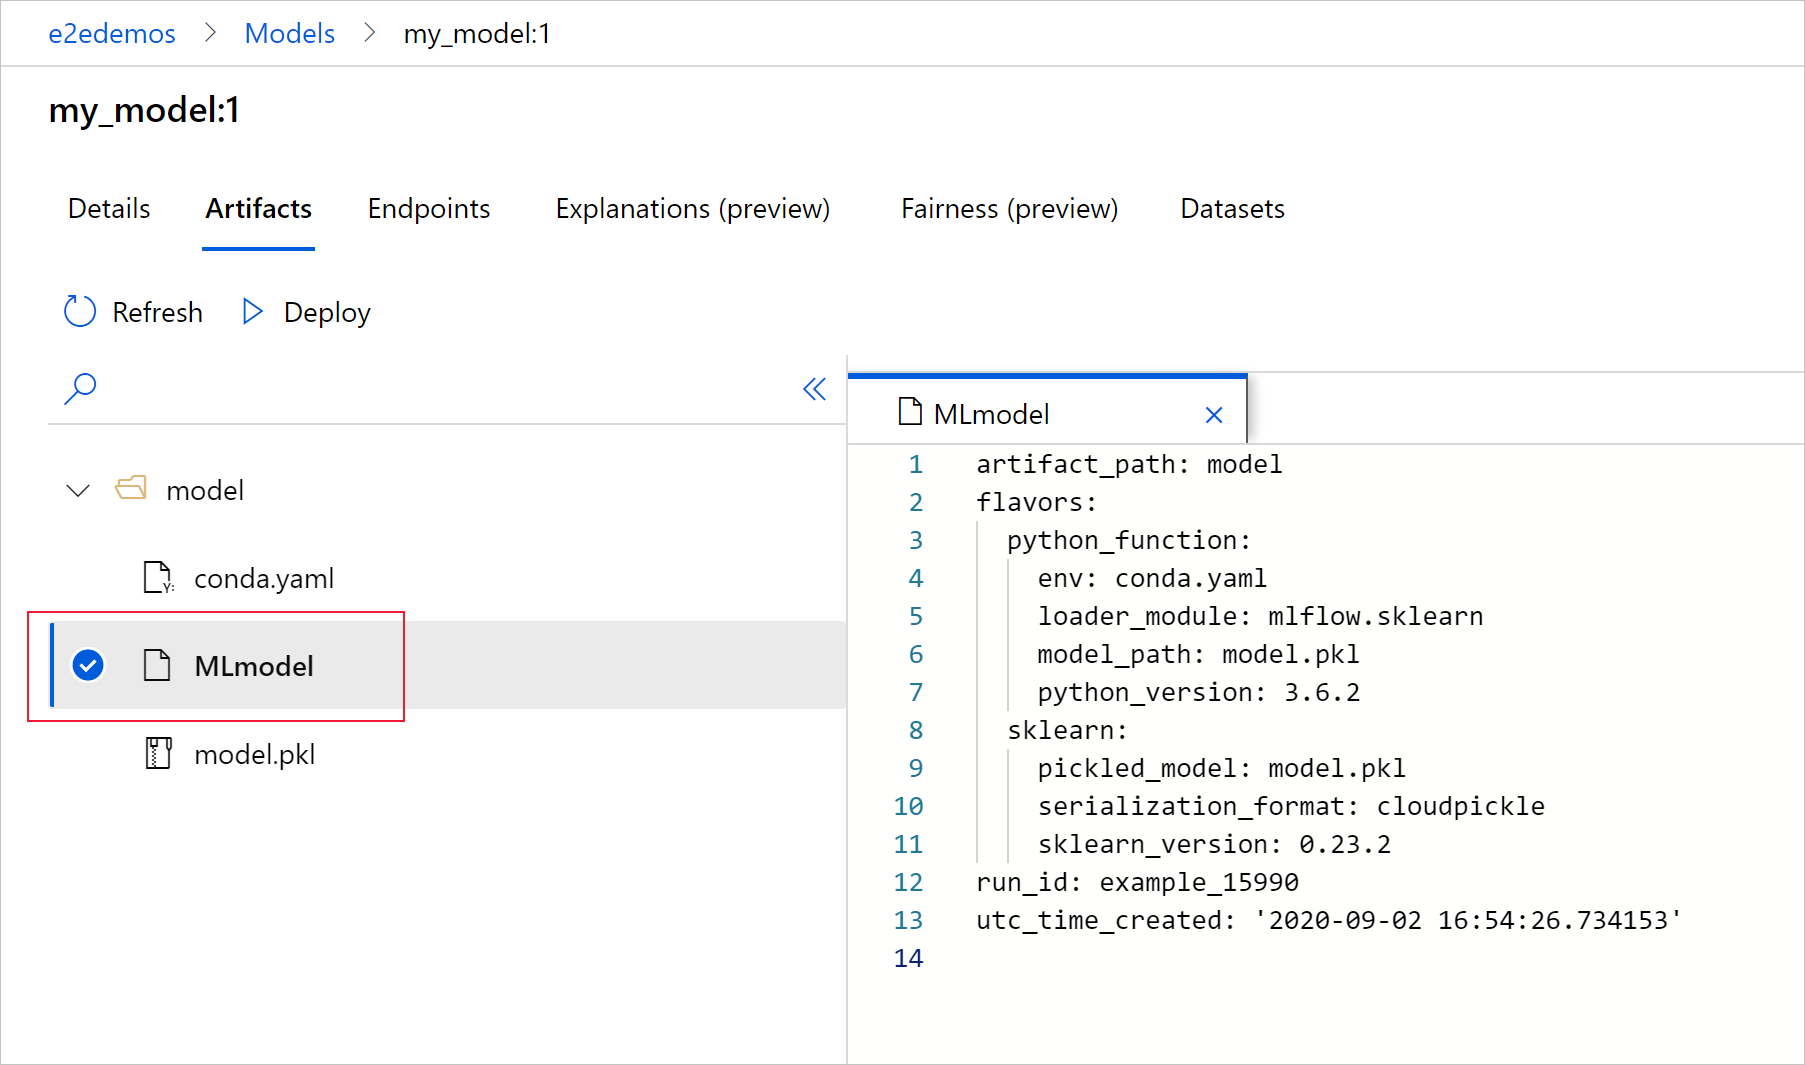 e2edemos > Models > my_model:1
my_model:1
Details Artifacts Endpoints Explanations (preview) Fairness (preview) Datasets
Refresh Deploy
model
conda.yaml
MLmodel
model.pkl
MLmodel
1 artifact_path: model
2 flavors:
3 python_function:
4 env: conda.yaml
5 loader_module: mlflow.sklearn
6 model_path: model.pkl
7 python_version: 3.6.2
8 sklearn:
9 pickled_model: model.pkl
10 serialization_format: cloudpickle
11 sklearn_version: 0.23.2
12 run_id: example_15990
13 utc_time_created: '2020-09-02 16:54:26.734153'
14